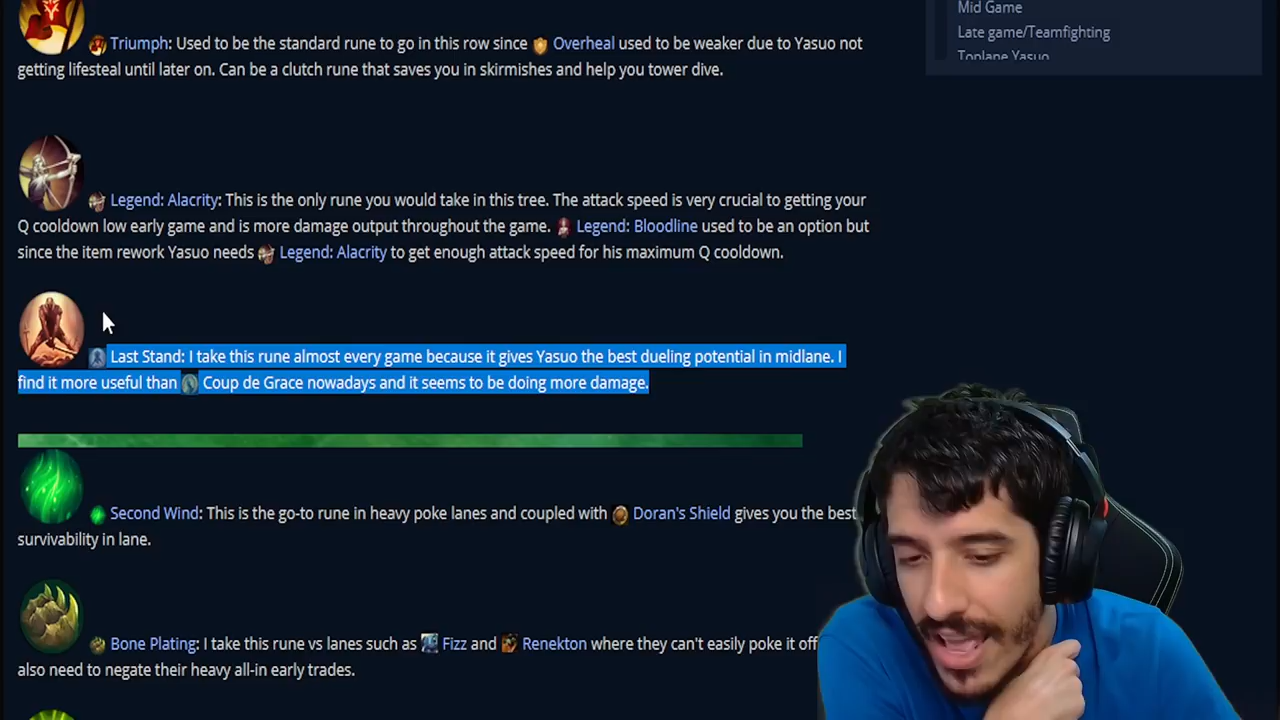 Mid Game
Late game/Teamfighting
Toplane Yasuo
Triumph: Used to be the standard rune to go in this row since Overheal used to be weaker due to Yasuo not
getting lifesteal until later on. Can be a clutch rune that saves you in skirmishes and help you tower dive.
Legend: Alacrity: This is the only rune you would take in this tree. The attack speed is very crucial to getting your
Q cooldown low early game and is more damage output throughout the game. Legend: Bloodline used to be an option but
since the item rework Yasuo needs Legend: Alacrity to get enough attack speed for his maximum Q cooldown.
Last Stand: I take this rune almost every game because it gives Yasuo the best dueling potential in midlane. I
find it more useful than Coup de Grace nowadays and it seems to be doing more damage.
Second Wind: This is the go-to rune in heavy poke lanes and coupled with Doran's Shield gives you the best
survivability in lane.
Bone Plating: I take this rune vs lanes such as Fizz and Renekton where they can't easily poke it off
also need to negate their heavy all-in early trades.